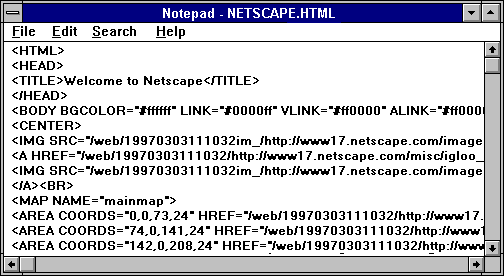 Notepad - NETSCAPE.HTML
File Edit Search Help
<HTML>
<HEAD>
<TITLE>Welcome to Netscape</TITLE>
</HEAD>
<BODY BGCOLOR="#ffffff" LINK="#0000ff" VLINK="#ff0000" ALINK="#ff000
<CENTER>
<IMG SRC="/web/19970303111032im_/http://www17.netscape.com/image
<A HREF="/web/19970303111032/http://www17.netscape.com/misc/igloo_
<IMG SRC="/web/19970303111032im_/http://www17.netscape.com/image
</A><BR>
<MAP NAME="mainmap">
<AREA COORDS="0,0,73,24" HREF="/web/19970303111032/http://www17.
<AREA COORDS="74,0,141,24" HREF="/web/19970303111032/http://www1
<AREA COORDS="142,0,208,24" HREF="/web/19970303111032/http://www